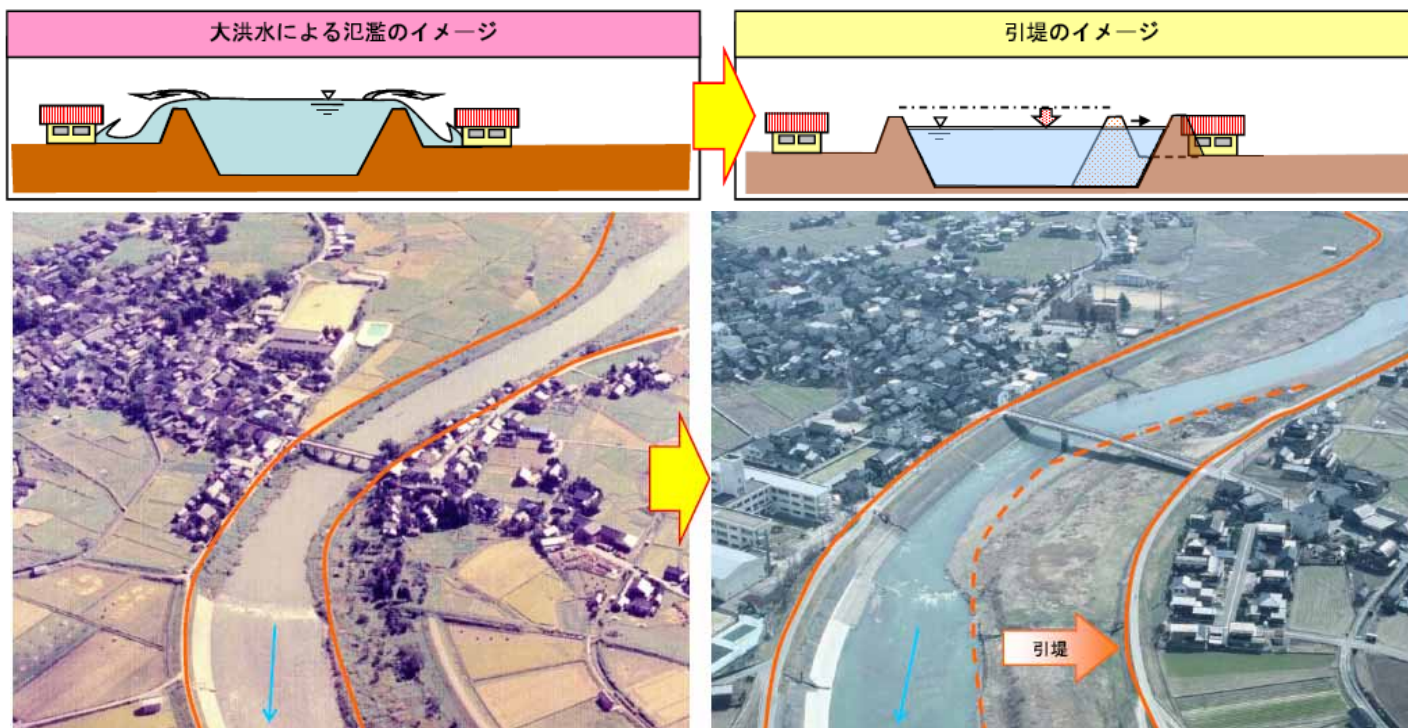 大洪水による氾濫のイメージ
引堤のイメージ
引堤